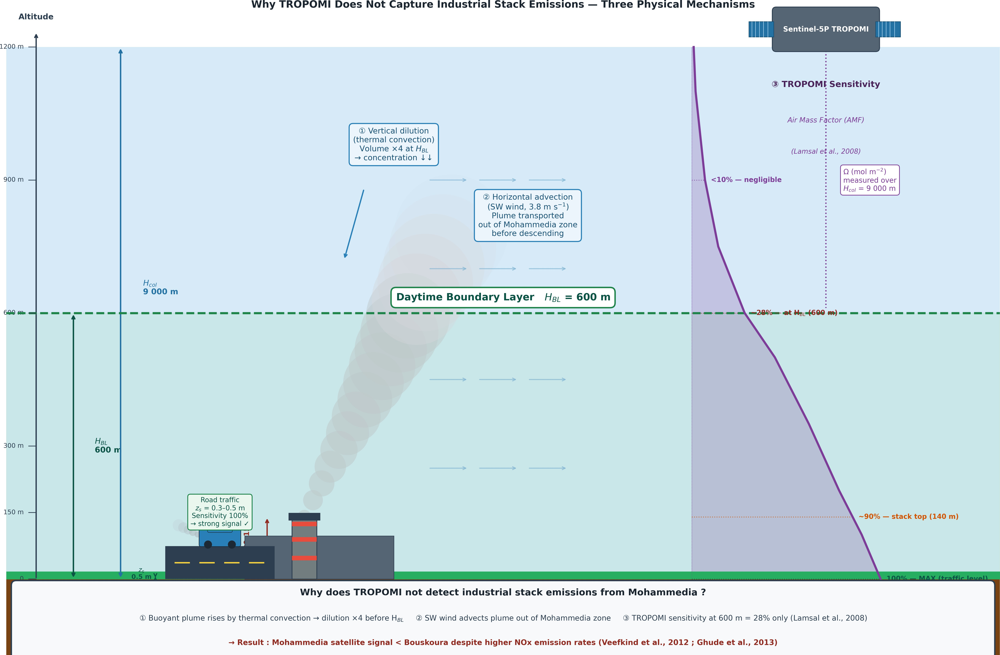 Why TROPOMI Does Not Capture Industrial Stack Emissions — Three Physical Mechanisms
Altitude
Sentinel-5P TROPOMI
1200 m
③ TROPOMI Sensitivity
Air Mass Factor (AMF)
(Lamsal et al., 2008)
① Vertical dilution
(thermal convection)
Volume ×4 at H_BL
→ concentration ↓↓
900 m
<10% — negligible
Ω (mol m⁻²)
measured over
H_col = 9 000 m
② Horizontal advection
(SW wind, 3.8 m s⁻¹)
Plume transported
out of Mohammedia zone
before descending
H_col
9 000 m
Daytime Boundary Layer H_BL = 600 m
600 m
~28% — at H_BL (600 m)
H_BL
600 m
300 m
150 m
Road traffic
z_s = 0.3–0.5 m
Sensitivity 100%
→ strong signal ✓
~90% — stack top (140 m)
z_s
0.5 m
0
100% — MAX (traffic level)
Why does TROPOMI not detect industrial stack emissions from Mohammedia ?
① Buoyant plume rises by thermal convection → dilution ×4 before H_BL ② SW wind advects plume out of Mohammedia zone ③ TROPOMI sensitivity at 600 m = 28% only (Lamsal et al., 2008)
→ Result : Mohammedia satellite signal < Bouskoura despite higher NOx emission rates (Veefkind et al., 2012 ; Ghude et al., 2013)